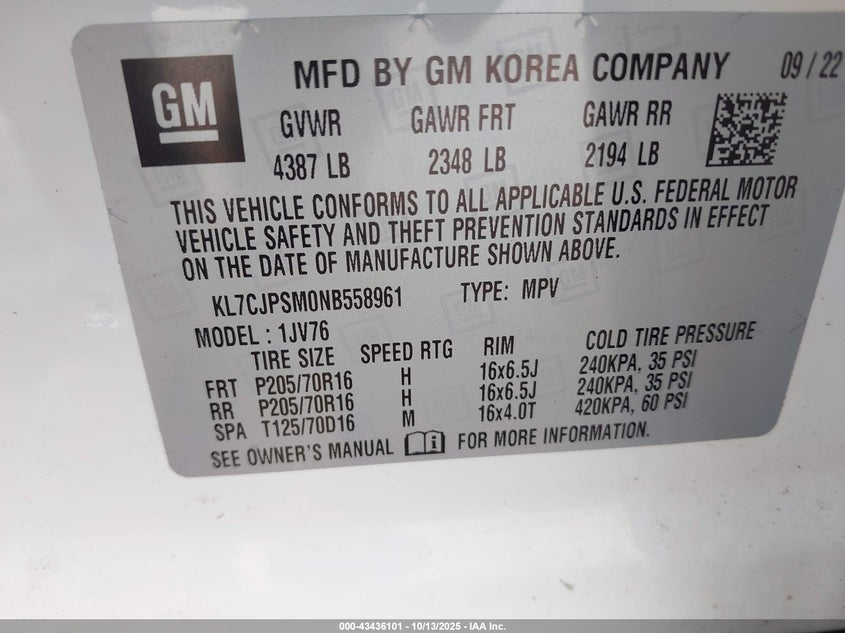 GM
MFD BY GM KOREA COMPANY 09/22
GVWR GAWR FRT GAWR RR
4387 LB 2348 LB 2194 LB
THIS VEHICLE CONFORMS TO ALL APPLICABLE U.S. FEDERAL MOTOR
VEHICLE SAFETY AND THEFT PREVENTION STANDARDS IN EFFECT
ON THE DATE OF MANUFACTURE SHOWN ABOVE.
KL7CJPSM0NB558961 TYPE: MPV
MODEL : 1JV76
TIRE SIZE SPEED RTG RIM COLD TIRE PRESSURE
FRT P205/70R16 H 16x6.5J 240KPA, 35 PSI
RR P205/70R16 H 16x6.5J 240KPA, 35 PSI
SPA T125/70D16 M 16x4.0T 420KPA, 60 PSI
SEE OWNER'S MANUAL FOR MORE INFORMATION.
000-43436101 - 10/13/2025 - IAA Inc.